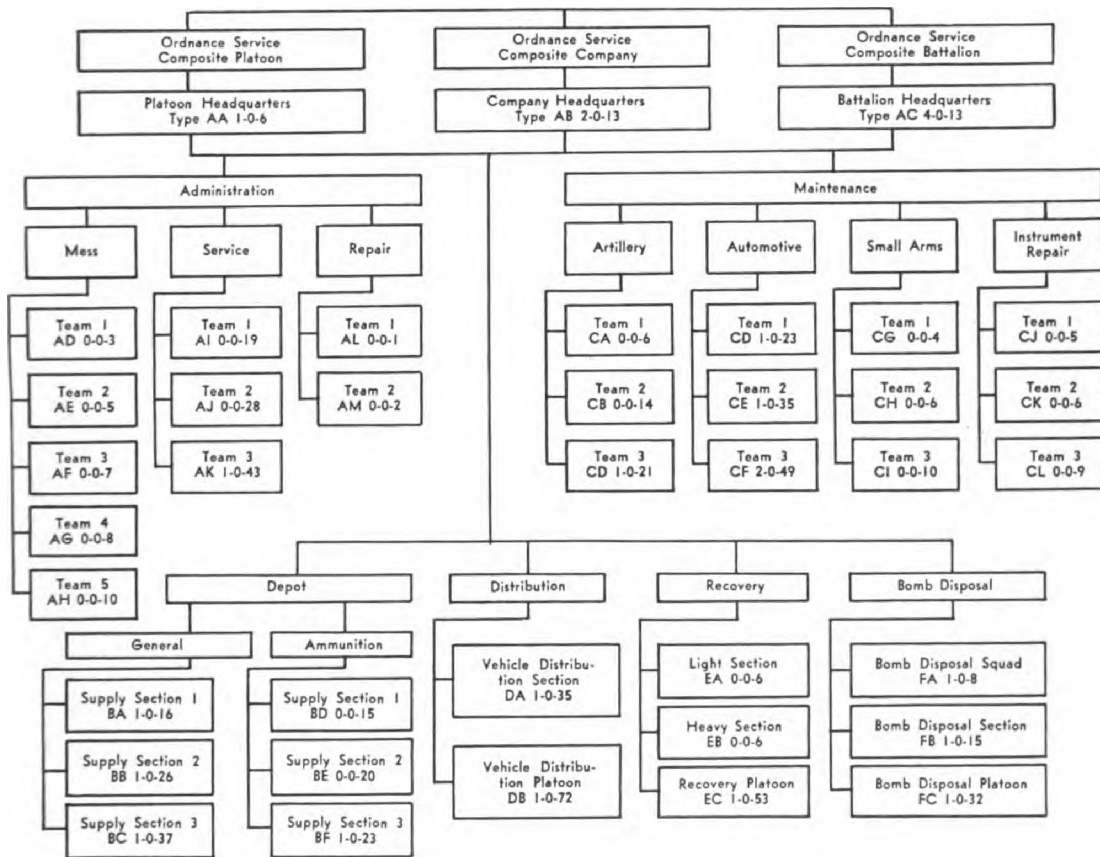 Ordnance Service
Composite Platoon
Ordnance Service
Composite Company
Ordnance Service
Composite Battalion
Platoon Headquarters
Type AA 1-0-6
Company Headquarters
Type AB 2-0-13
Battalion Headquarters
Type AC 4-0-13
Administration
Maintenance
Mess
Service
Repair
Artillery
Automotive
Small Arms
Instrument
Repair
Team 1
AD 0-0-3
Team 2
AE 0-0-5
Team 3
AF 0-0-7
Team 4
AG 0-0-8
Team 5
AH 0-0-10
Team 1
AI 0-0-19
Team 2
AJ 0-0-28
Team 3
AK 1-0-43
Team 1
AL 0-0-1
Team 2
AM 0-0-2
Team 1
CA 0-0-6
Team 2
CB 0-0-14
Team 3
CD 1-0-21
Team 1
CD 1-0-23
Team 2
CE 1-0-35
Team 3
CF 2-0-49
Team 1
CG 0-0-4
Team 2
CH 0-0-6
Team 3
CI 0-0-10
Team 1
CJ 0-0-5
Team 2
CK 0-0-6
Team 3
CL 0-0-9
Depot
Distribution
Recovery
Bomb Disposal
General
Ammunition
Supply Section 1
BA 1-0-16
Supply Section 2
BB 1-0-26
Supply Section 3
BC 1-0-37
Supply Section 1
BD 0-0-15
Supply Section 2
BE 0-0-20
Supply Section 3
BF 1-0-23
Vehicle Distribu-
tion Section
DA 1-0-35
Vehicle Distribu-
tion Platoon
DB 1-0-72
Light Section
EA 0-0-6
Heavy Section
EB 0-0-6
Recovery Platoon
EC 1-0-53
Bomb Disposal Squad
FA 1-0-8
Bomb Disposal Section
FB 1-0-15
Bomb Disposal Platoon
FC 1-0-32